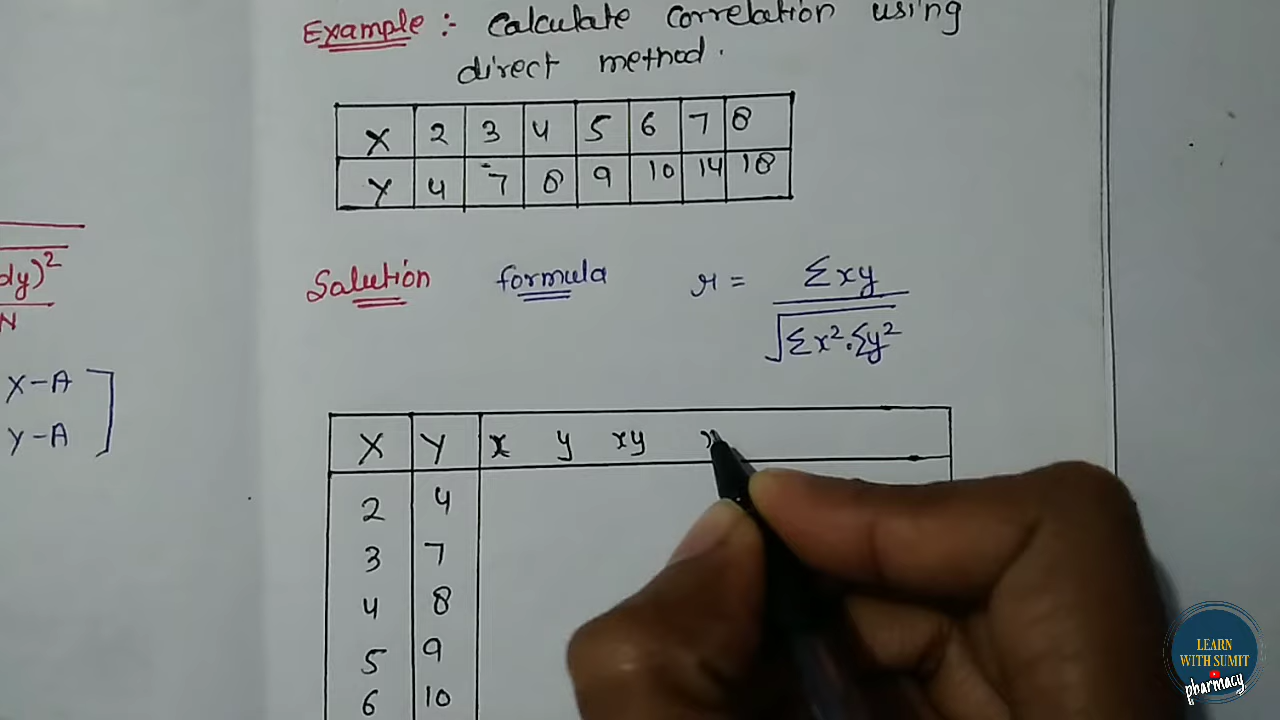 Example :- Calculate correlation using
direct method.
X 2 3 4 5 6 7 8
Y 4 7 8 9 10 14 18
dy)²
N
X-A
Y-A
Solution formula r = Σxy
√Σx².Σy²
X Y x y xy
2 4
3 7
4 8
5 9
6 10
LEARN
WITH SUMIT
pharmacy